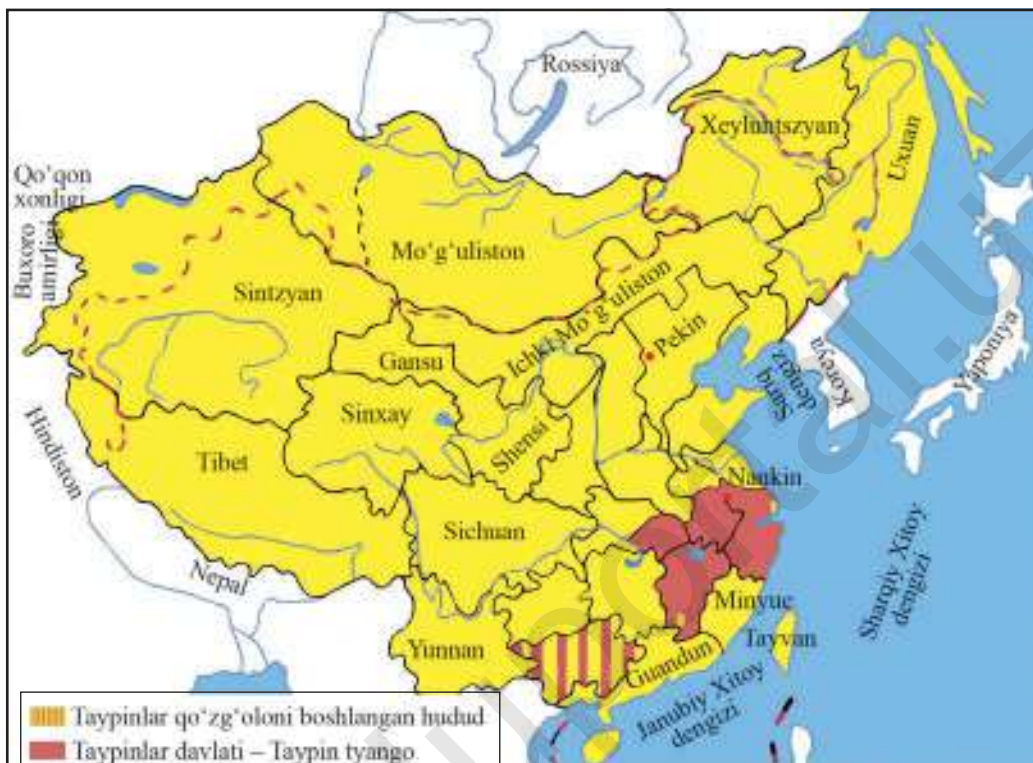 Rossiya
Xeyluntszyan
Uxuan
Qo‘qon
xonligi
Buxoro
amirligi
Mo‘g‘uliston
Sintzyan
Ichki Mo‘g‘uliston
Pekin
Gansu
Sariq
dengiz
Koreya
Yaponiya
Sinxay
Shensi
Hindiston
Tibet
Nankin
Sichuan
Nepal
Minyue
Sharqiy Xitoy
dengizi
Tayvan
Yunnan
Guandun
Janubiy Xitoy
dengizi
Taypinlar qo‘zg‘oloni boshlangan hudud
Taypinlar davlati – Taypin tyango